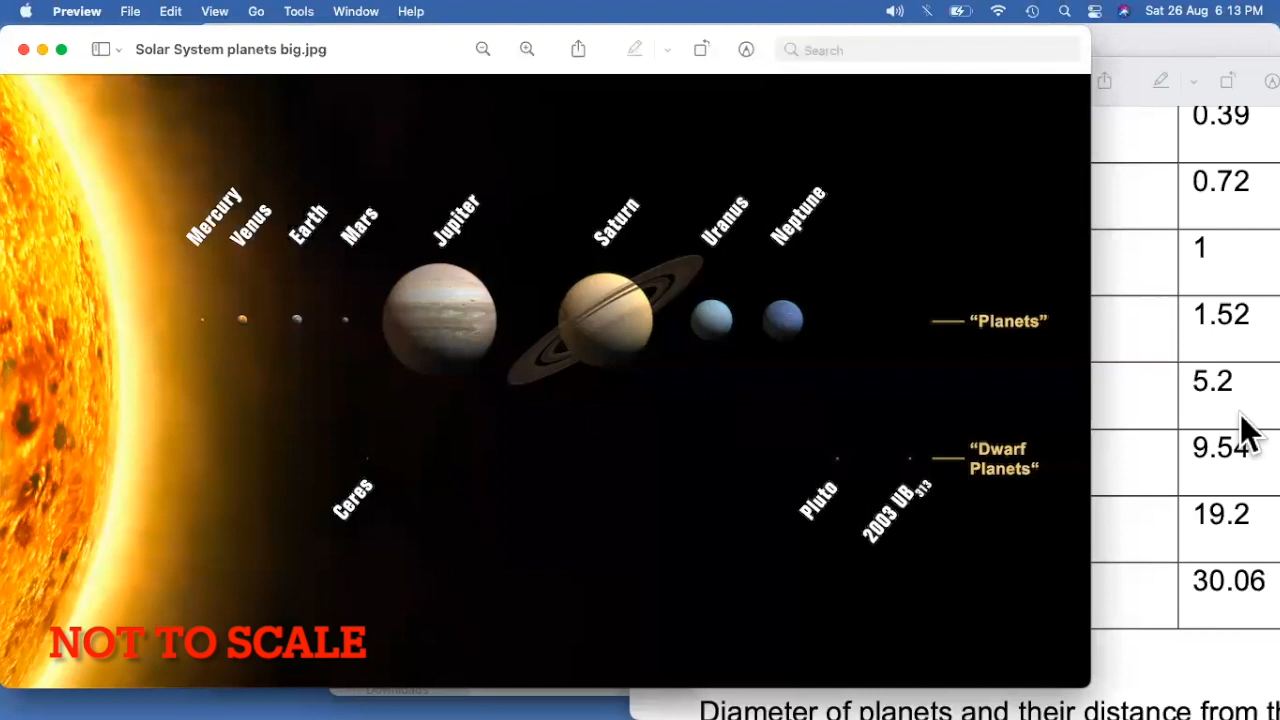 Preview File Edit View Go Tools Window Help Sat 26 Aug 6:13 PM
Solar System planets big.jpg Search
Mercury
Venus
Earth
Mars
Jupiter
Saturn
Uranus
Neptune
“Planets”
Ceres
Pluto
2003 UB313
“Dwarf
Planets“
NOT TO SCALE
0.39
0.72
1
1.52
5.2
9.54
19.2
30.06
Downloads
Diameter of planets and their distance from